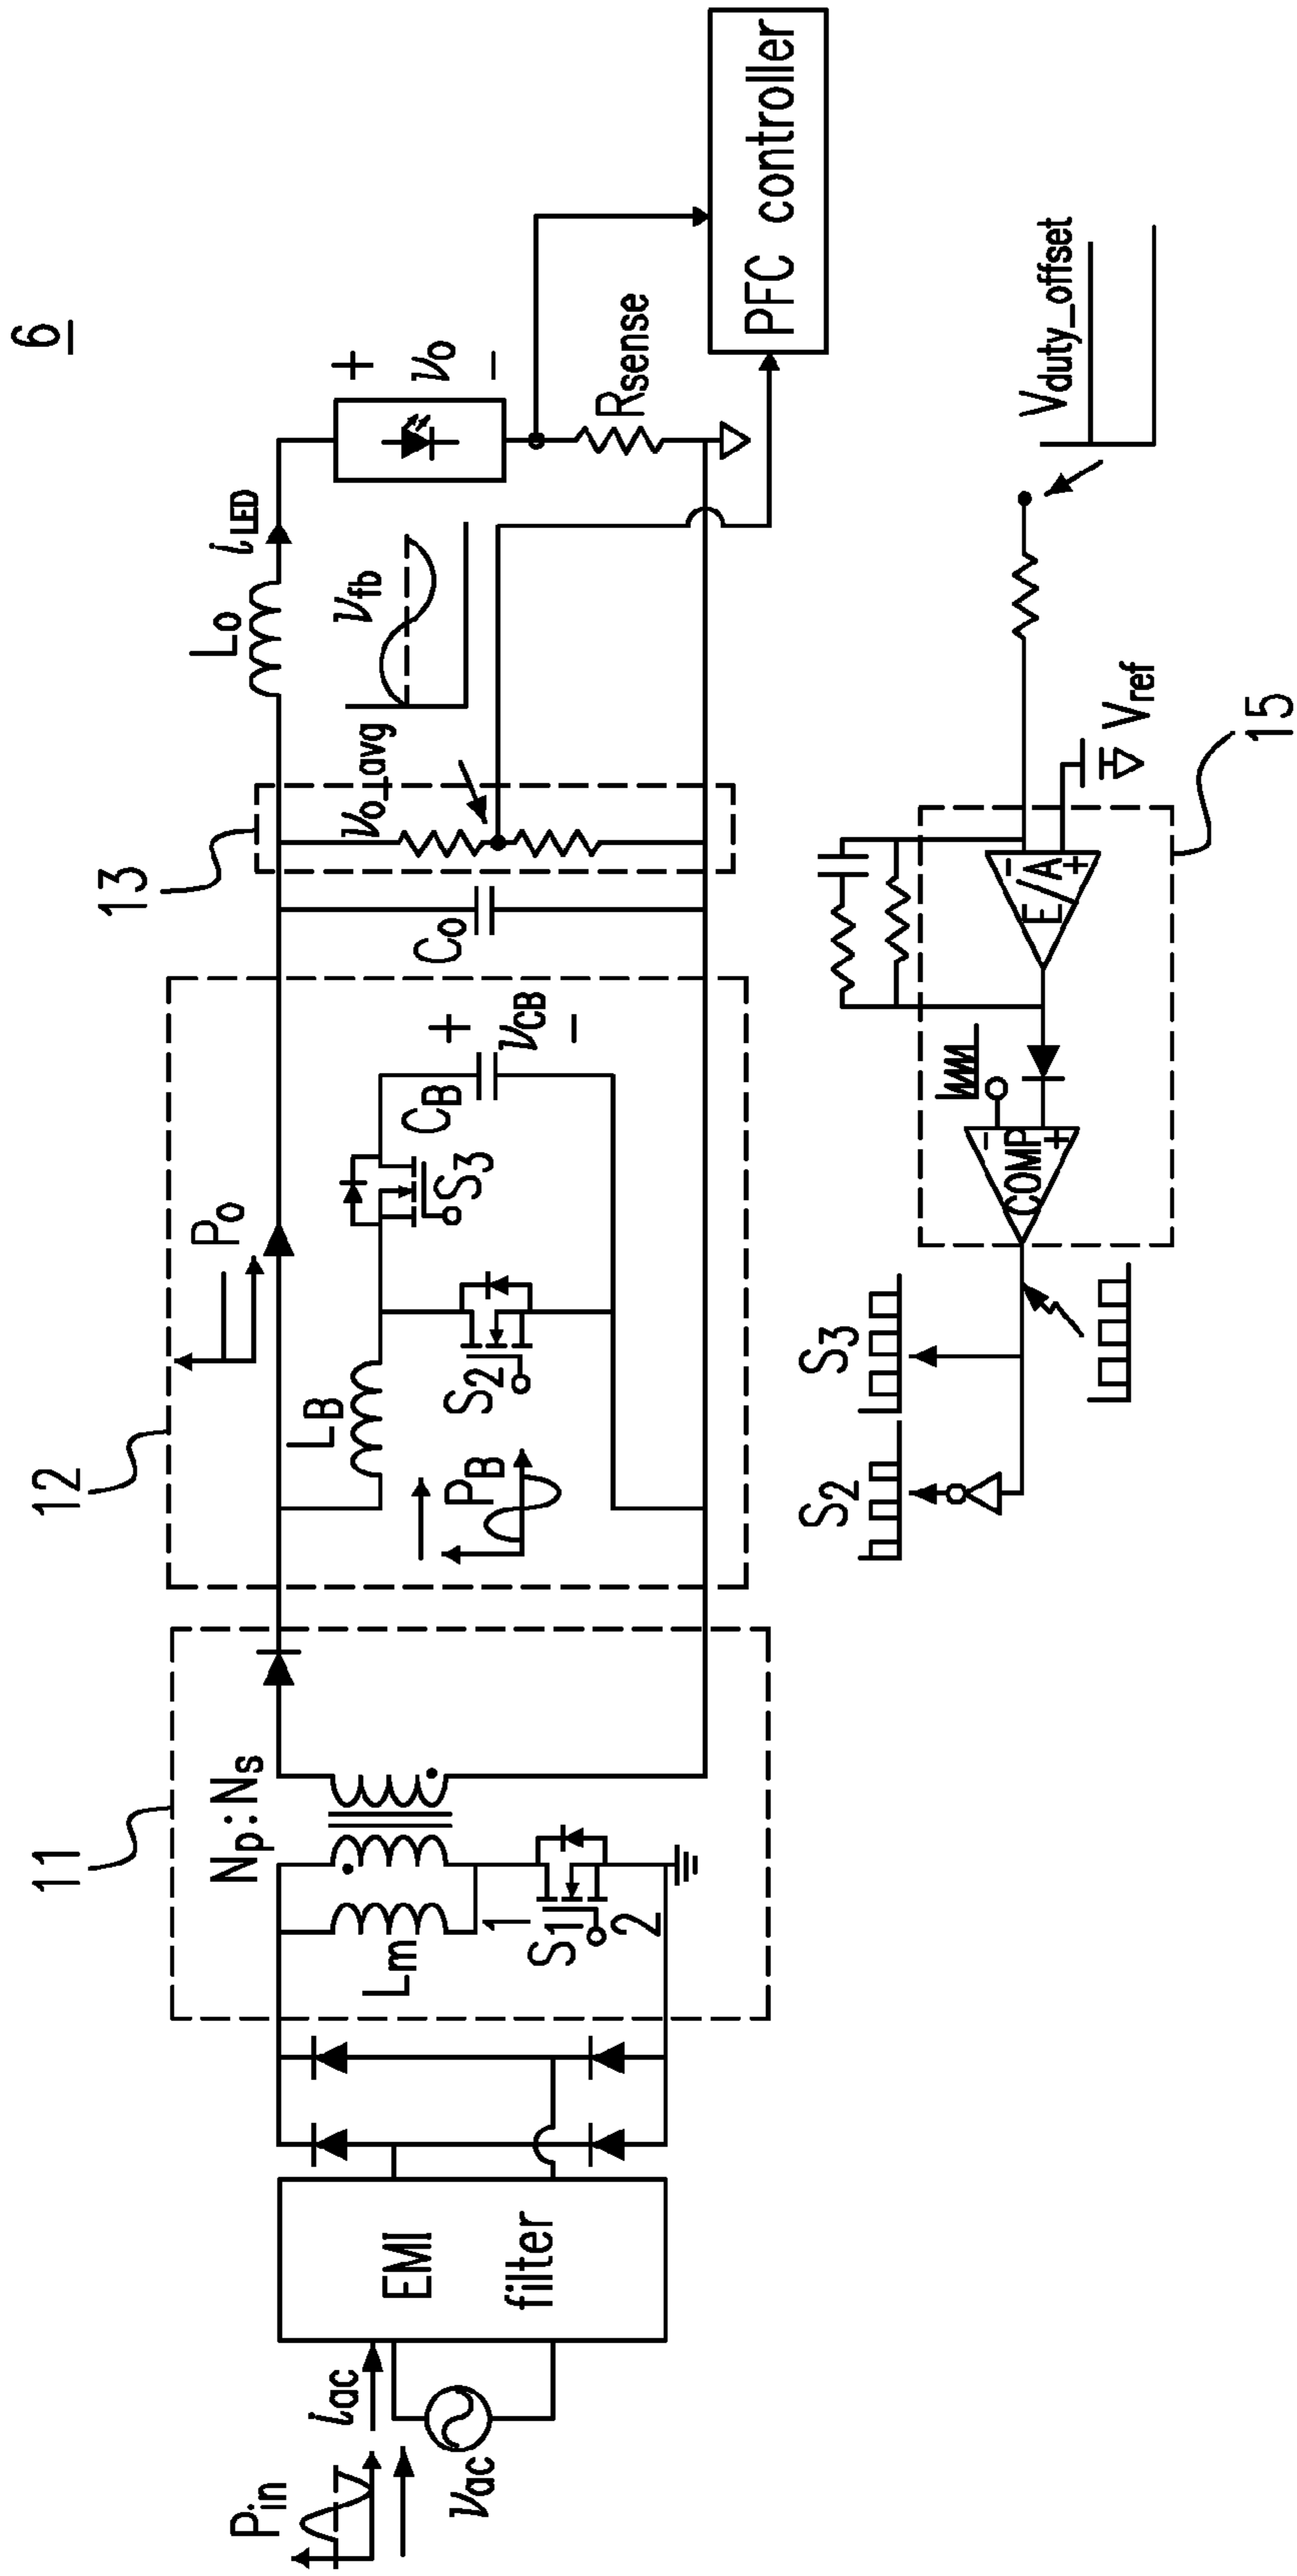 6
11
12
13
Pin
iac
vac
EMI
filter
Np:Ns
Lm
1
S1
2
PB
LB
S2
S3
Po
CB
+
vCB
−
Co
vo_avg
vfb
Lo
iLED
+
vo
−
Rsense
PFC controller
S2
S3
COMP
−
+
E/A
−
+
Vref
Vduty_offset
15